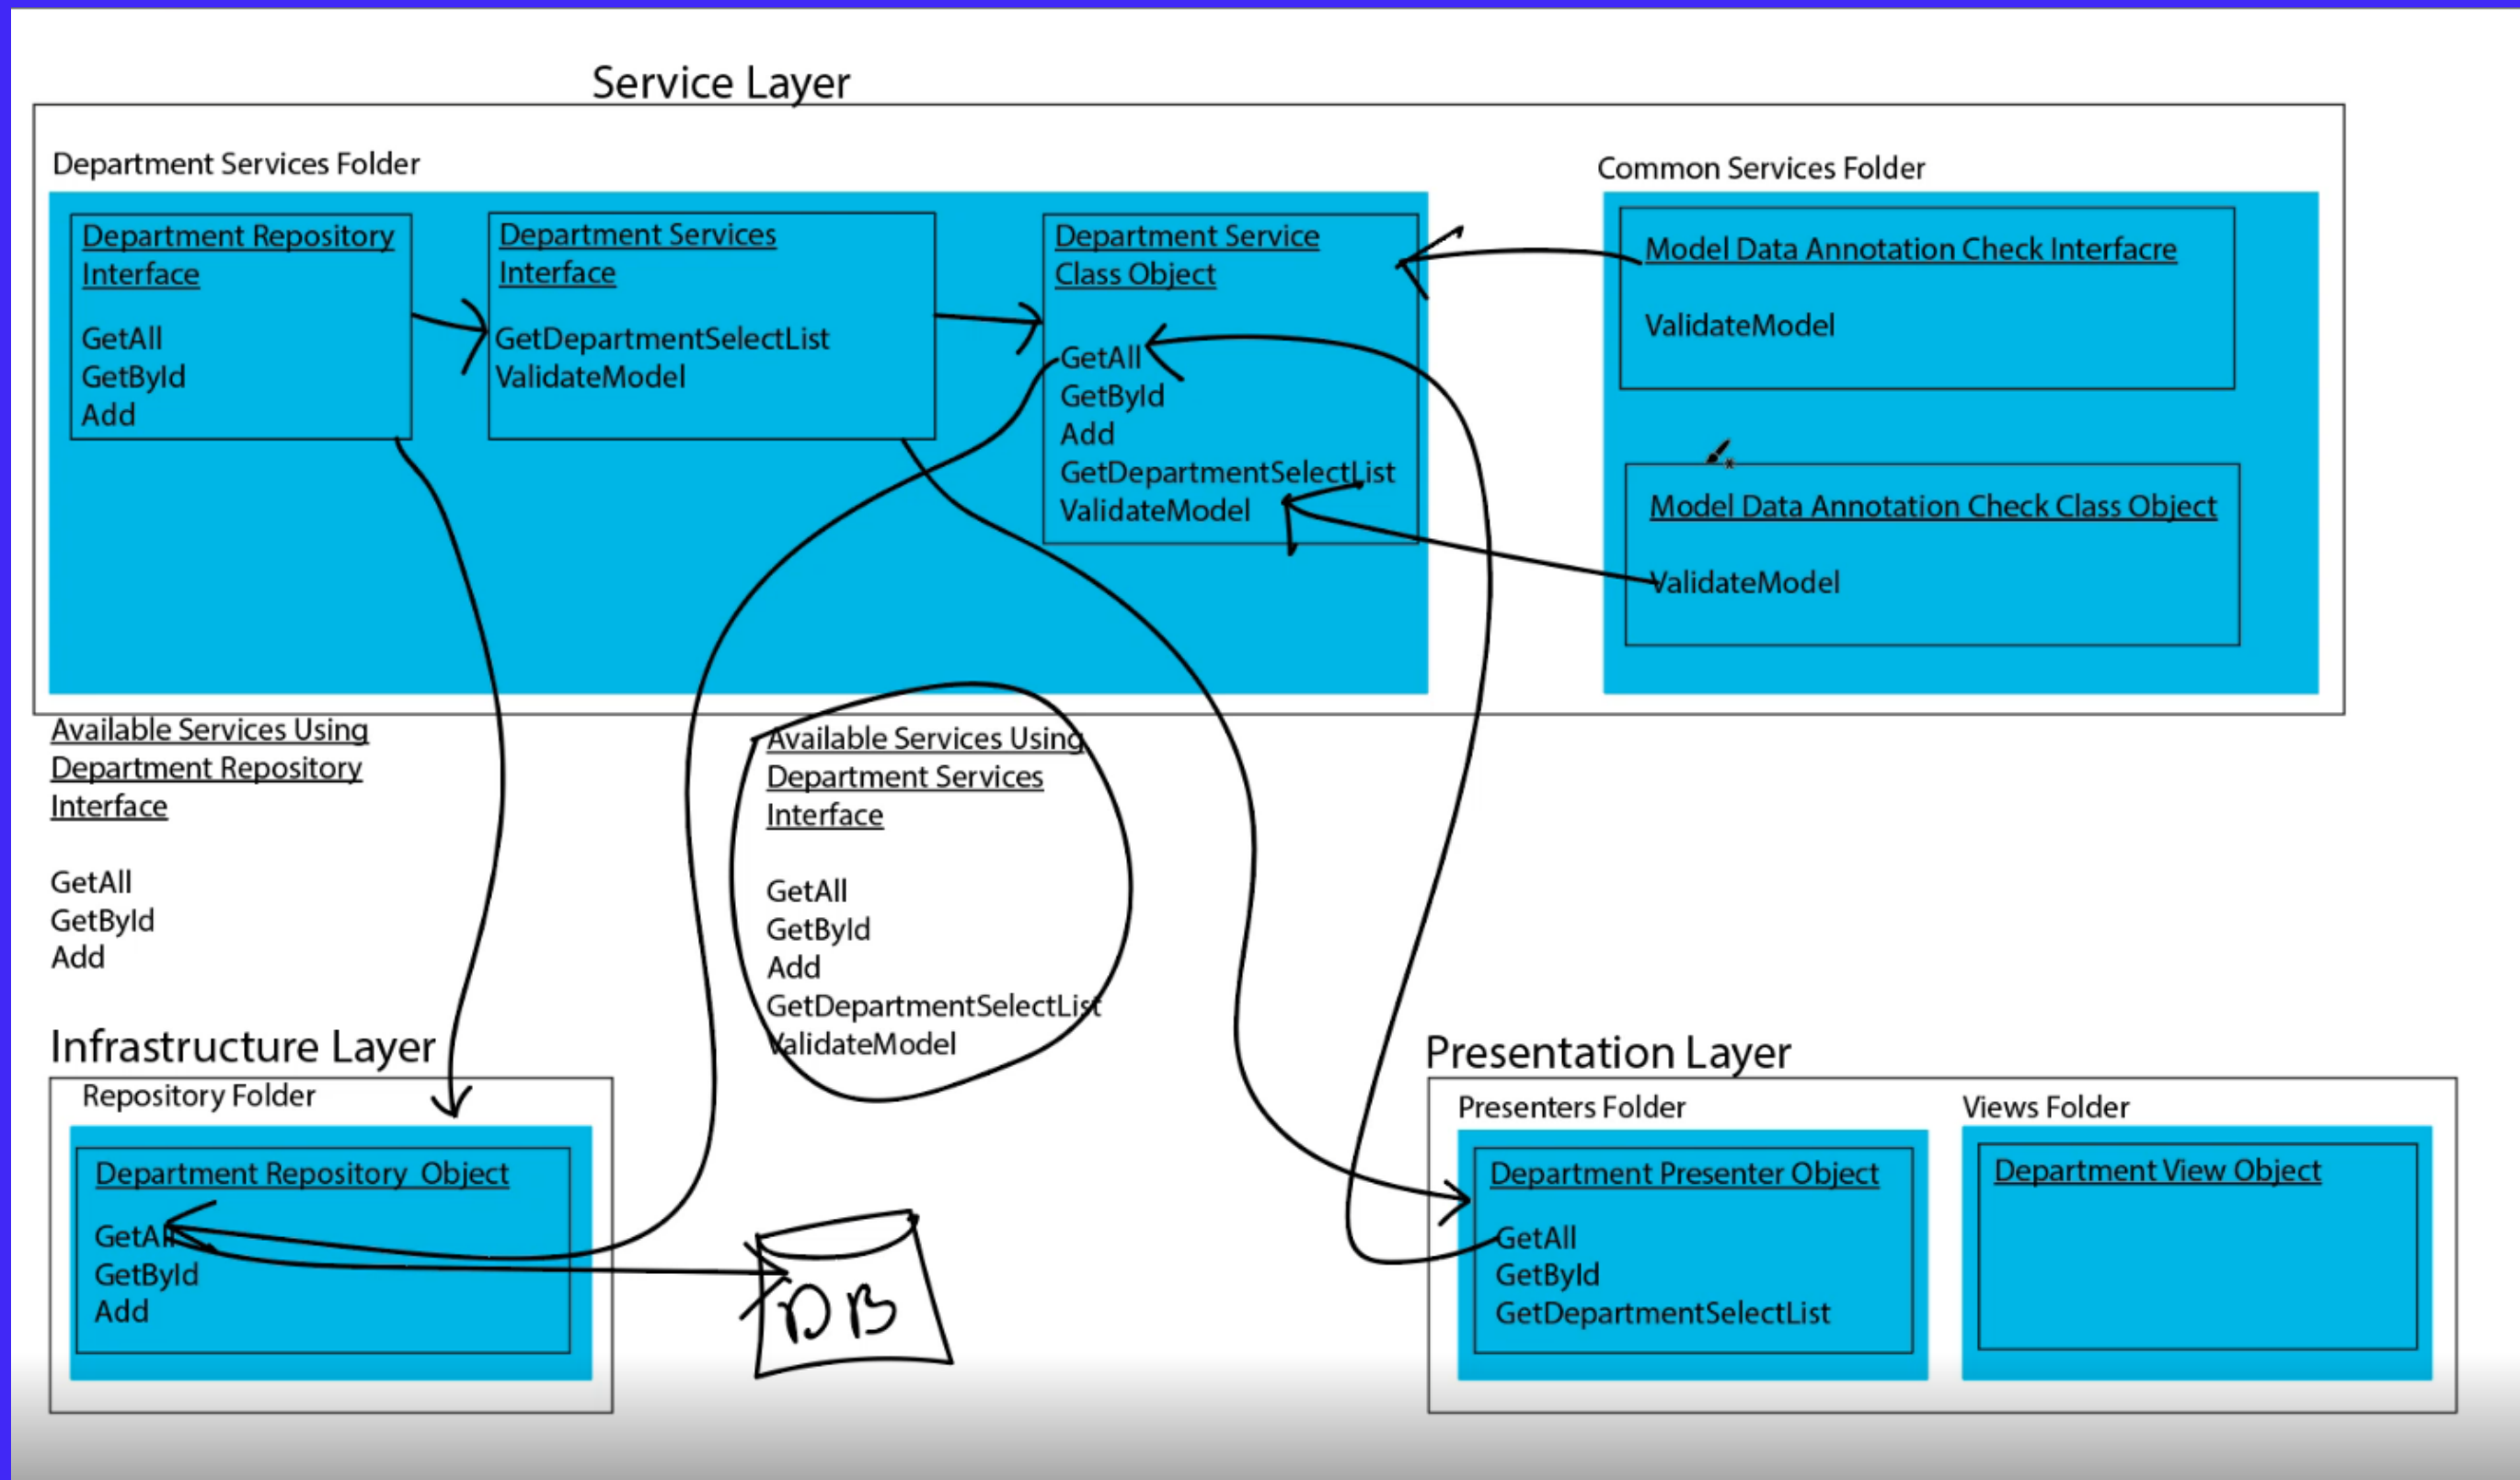 Service Layer
Department Services Folder
Department Repository
Interface
GetAll
GetById
Add
Department Services
Interface
GetDepartmentSelectList
ValidateModel
Department Service
Class Object
GetAll
GetById
Add
GetDepartmentSelectList
ValidateModel
Common Services Folder
Model Data Annotation Check Interfacre
ValidateModel
Model Data Annotation Check Class Object
ValidateModel
Available Services Using
Department Repository
Interface
GetAll
GetById
Add
Available Services Using
Department Services
Interface
GetAll
GetById
Add
GetDepartmentSelectList
ValidateModel
Infrastructure Layer
Repository Folder
Department Repository Object
GetAll
GetById
Add
DB
Presentation Layer
Presenters Folder
Department Presenter Object
GetAll
GetById
GetDepartmentSelectList
Views Folder
Department View Object